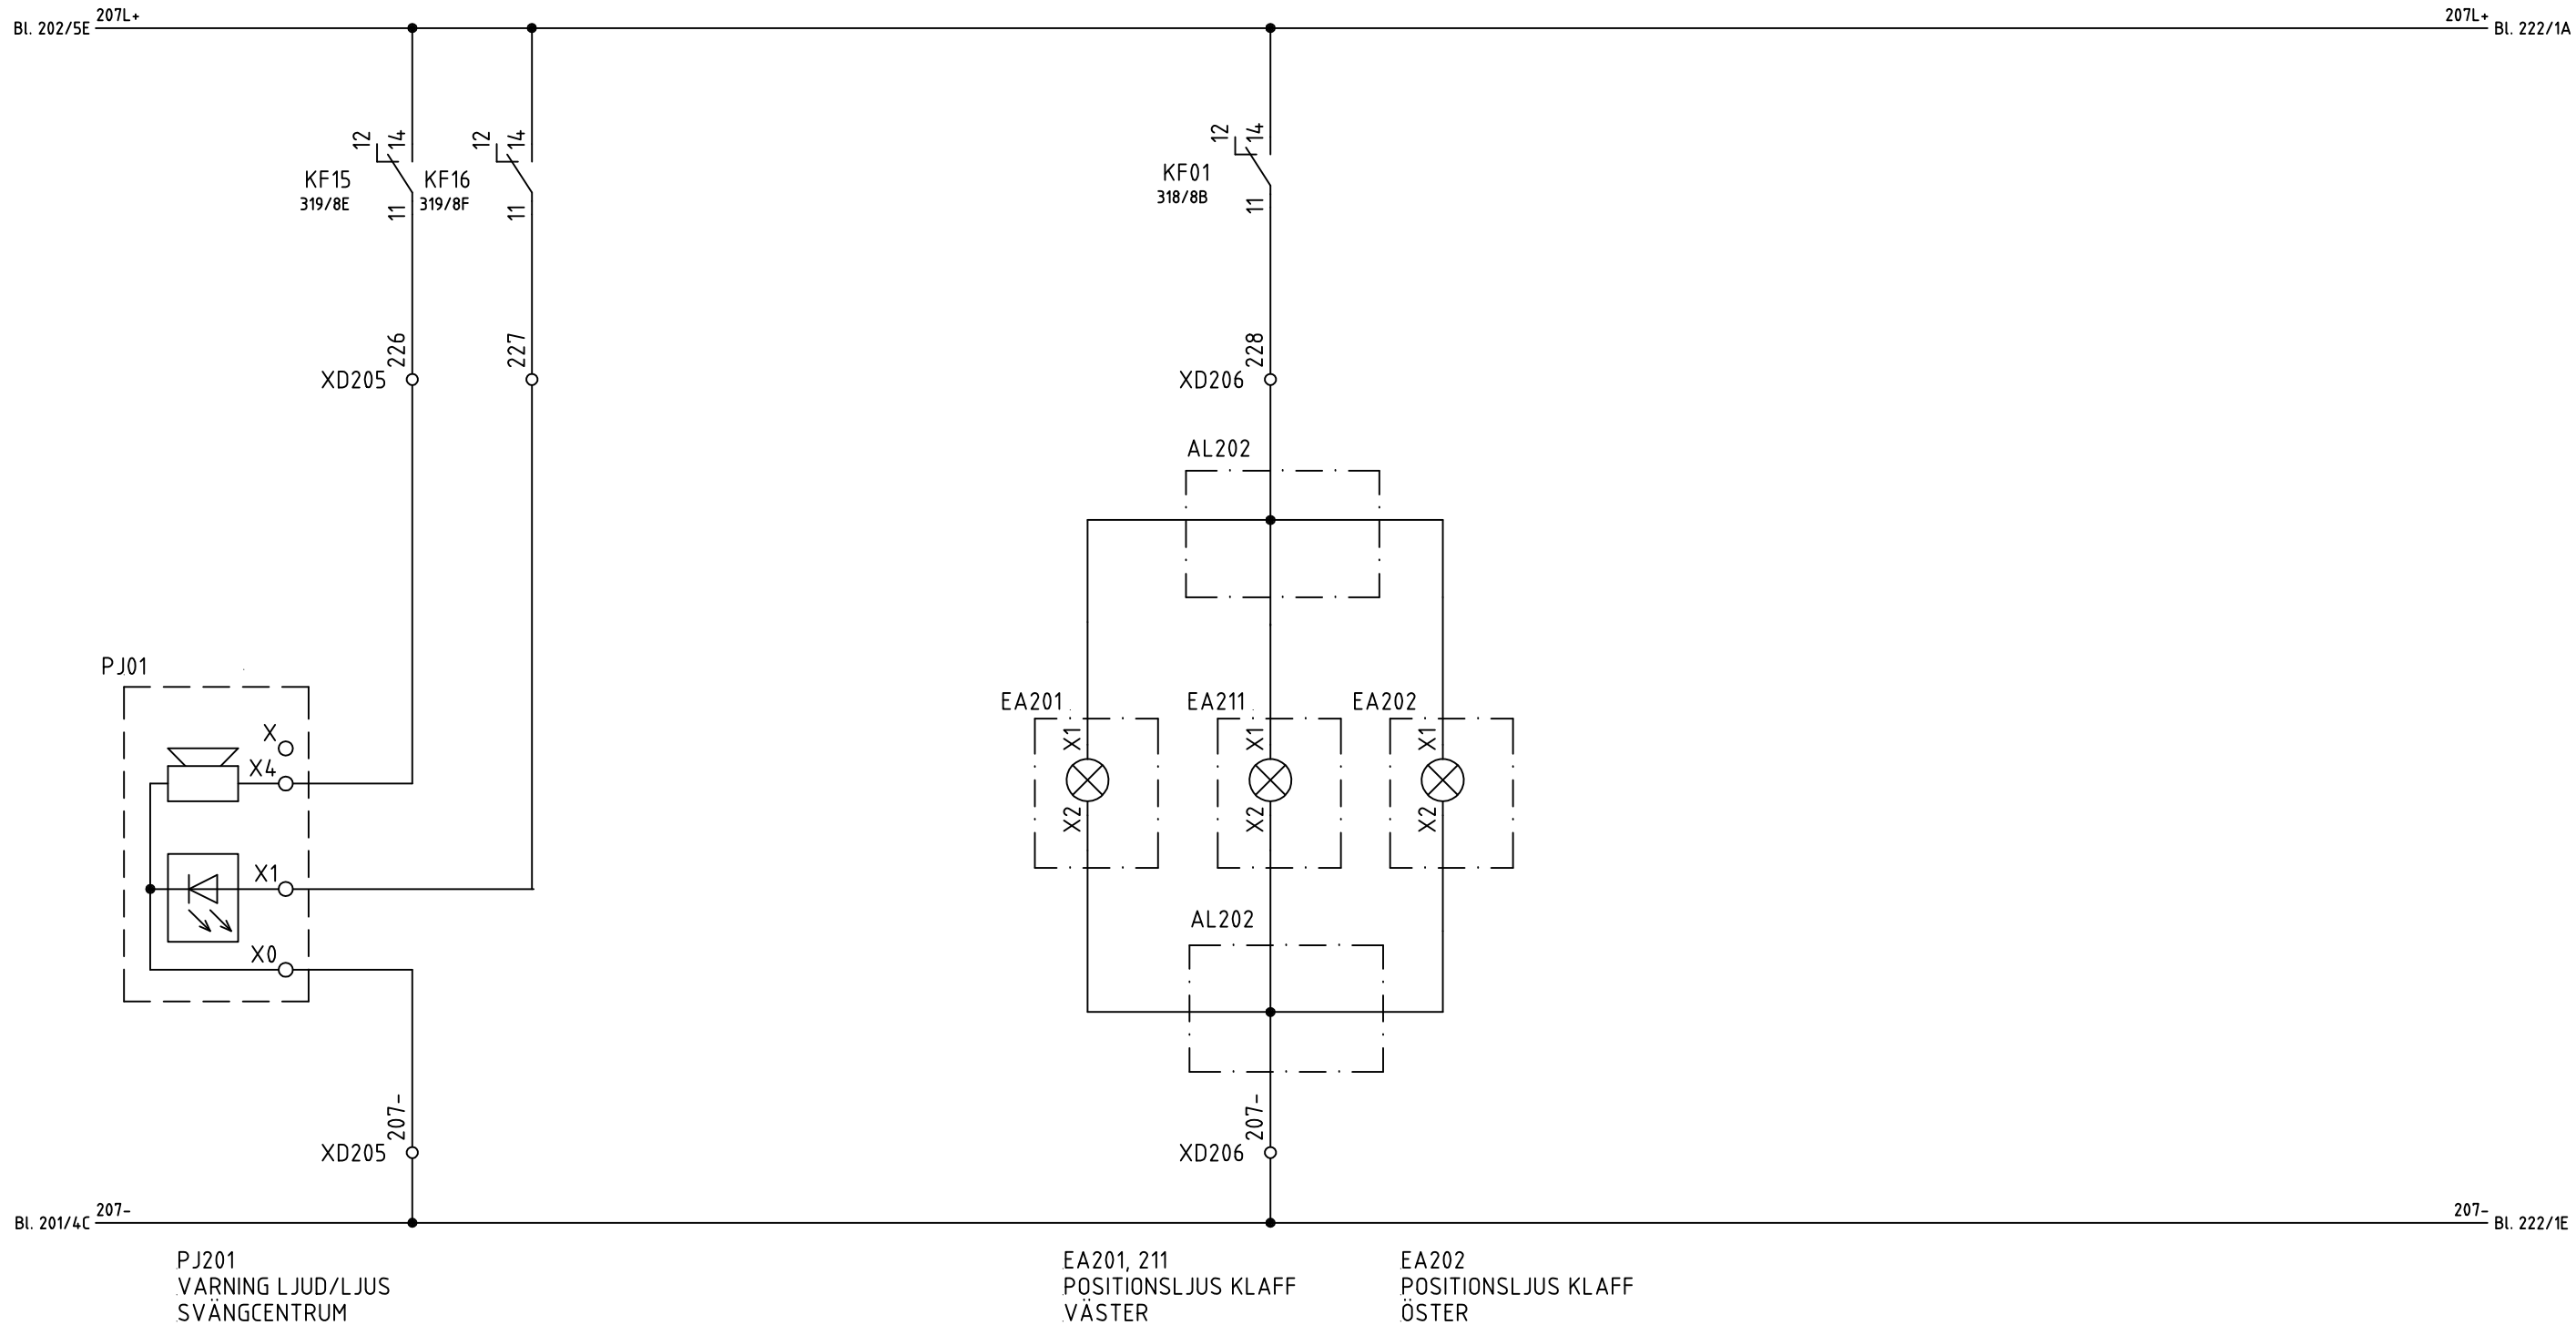 207L+
207L+
Bl. 202/5E
Bl. 222/1A
12
14
12
14
12
14
KF15
KF16
KF01
319/8E
319/8F
318/8B
11
11
11
226
227
228
XD205
XD206
AL202
PJ01
EA201
EA211
EA202
X
X1
X1
X1
X4
X2
X2
X2
X1
AL202
X0
207-
207-
XD205
XD206
207-
207-
Bl. 201/4C
Bl. 222/1E
PJ201
VARNING LJUD/LJUS
SVÄNGCENTRUM
EA201, 211
POSITIONSLJUS KLAFF
VÄSTER
EA202
POSITIONSLJUS KLAFF
ÖSTER